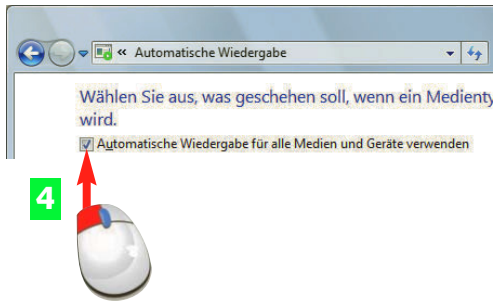 « Automatische Wiedergabe
Wählen Sie aus, was geschehen soll, wenn ein Medienty
wird.
Automatische Wiedergabe für alle Medien und Geräte verwenden
4